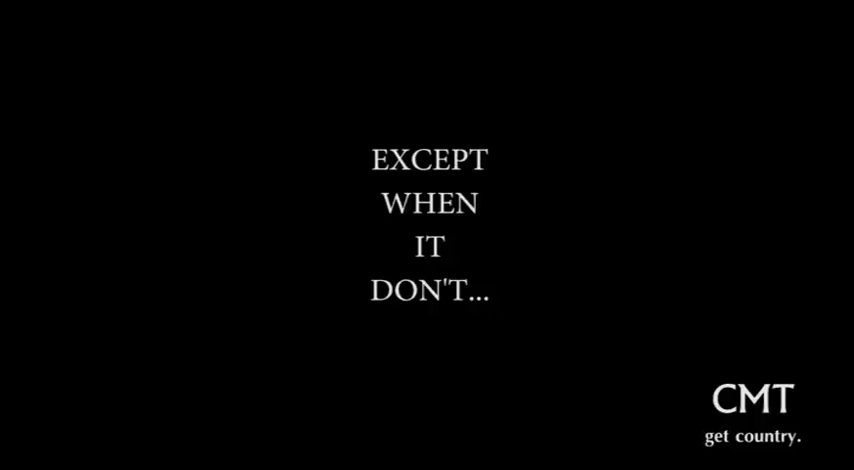 EXCEPT
WHEN
IT
DON'T...
CMT
get country.